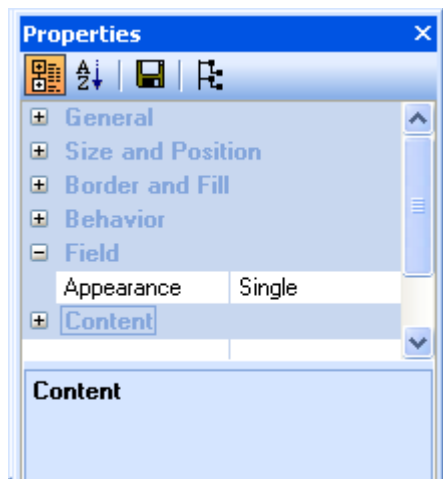 Properties
A
Z
General
Size and Position
Border and Fill
Behavior
Field
Appearance Single
Content
Content